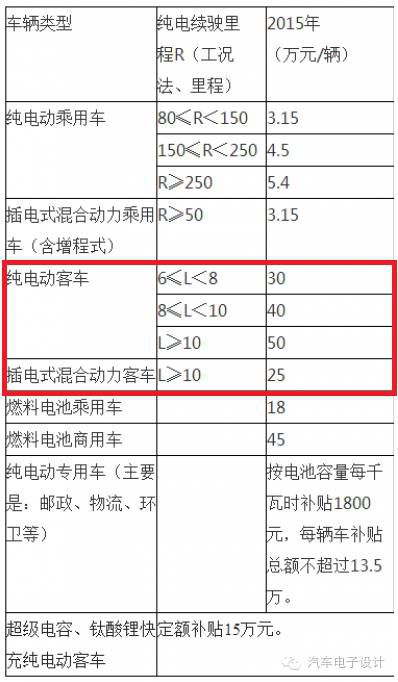 车辆类型 纯电续驶里 2015年
程R（工况 （万元/辆）
法、里程）
纯电动乘用车 80≤R＜150 3.15
150≤R＜250 4.5
R≥250 5.4
插电式混合动力乘用 R≥50 3.15
车（含增程式）
纯电动客车 6≤L＜8 30
8≤L＜10 40
L≥10 50
插电式混合动力客车 L≥10 25
燃料电池乘用车 18
燃料电池商用车 45
纯电动专用车（主要 按电池容量每千
是：邮政、物流、环 瓦时补贴1800
卫等） 元，每辆车补贴
总额不超过13.5
万。
超级电容、钛酸锂快 定额补贴15万元。
充纯电动客车
汽车电子设计